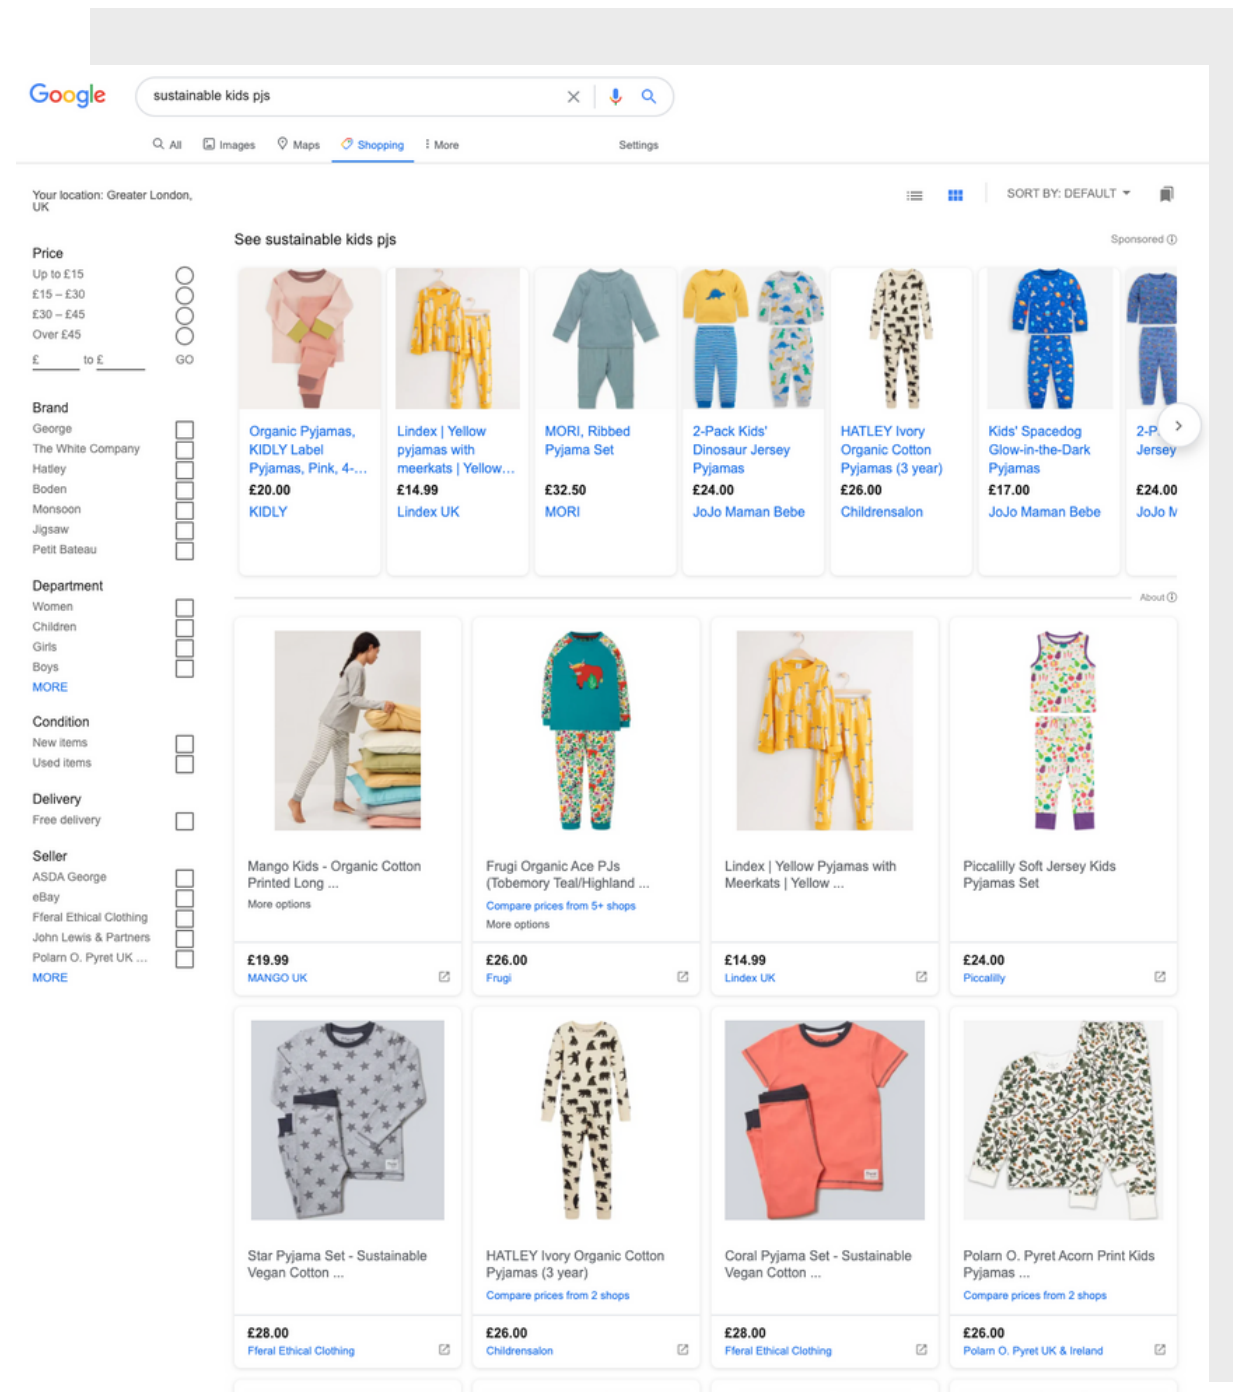 Google
sustainable kids pjs
All Images Maps Shopping More Settings
Your location: Greater London,
UK
SORT BY: DEFAULT
Price
Up to £15
£15 – £30
£30 – £45
Over £45
£ to £ GO
Brand
George
The White Company
Hatley
Boden
Monsoon
Jigsaw
Petit Bateau
Department
Women
Children
Girls
Boys
MORE
Condition
New items
Used items
Delivery
Free delivery
Seller
ASDA George
eBay
Fferal Ethical Clothing
John Lewis & Partners
Polarn O. Pyret UK ...
MORE
See sustainable kids pjs
Sponsored
Organic Pyjamas,
KIDLY Label
Pyjamas, Pink, 4-...
£20.00
KIDLY
Lindex | Yellow
pyjamas with
meerkats | Yellow...
£14.99
Lindex UK
MORI, Ribbed
Pyjama Set
£32.50
MORI
2-Pack Kids'
Dinosaur Jersey
Pyjamas
£24.00
JoJo Maman Bebe
HATLEY Ivory
Organic Cotton
Pyjamas (3 year)
£26.00
Childrensalon
Kids' Spacedog
Glow-in-the-Dark
Pyjamas
£17.00
JoJo Maman Bebe
2-P
Jersey
£24.00
JoJo M
About
Mango Kids - Organic Cotton
Printed Long ...
More options
£19.99
MANGO UK
Frugi Organic Ace PJs
(Tobemory Teal/Highland ...
Compare prices from 5+ shops
More options
£26.00
Frugi
Lindex | Yellow Pyjamas with
Meerkats | Yellow ...
£14.99
Lindex UK
Piccalilly Soft Jersey Kids
Pyjamas Set
£24.00
Piccalilly
Star Pyjama Set - Sustainable
Vegan Cotton ...
£28.00
Fferal Ethical Clothing
HATLEY Ivory Organic Cotton
Pyjamas (3 year)
Compare prices from 2 shops
£26.00
Childrensalon
Coral Pyjama Set - Sustainable
Vegan Cotton ...
£28.00
Fferal Ethical Clothing
Polarn O. Pyret Acorn Print Kids
Pyjamas ...
Compare prices from 2 shops
£26.00
Polarn O. Pyret UK & Ireland